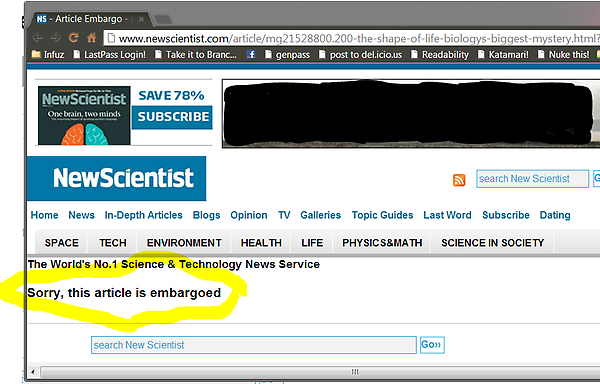 NS - Article Embargo -
www.newscientist.com/article/mg21528800.200-the-shape-of-life-biologys-biggest-mystery.html?
Infuz LastPass Login! Take it to Branc... genpass post to del.icio.us Readability Katamari! Nuke this!
NewScientist
One brain, two minds
SAVE 78%
SUBSCRIBE
NewScientist
search New Scientist G
Home News In-Depth Articles Blogs Opinion TV Galleries Topic Guides Last Word Subscribe Dating
SPACE TECH ENVIRONMENT HEALTH LIFE PHYSICS&MATH SCIENCE IN SOCIETY
The World's No.1 Science & Technology News Service
Sorry, this article is embargoed
search New Scientist Go››